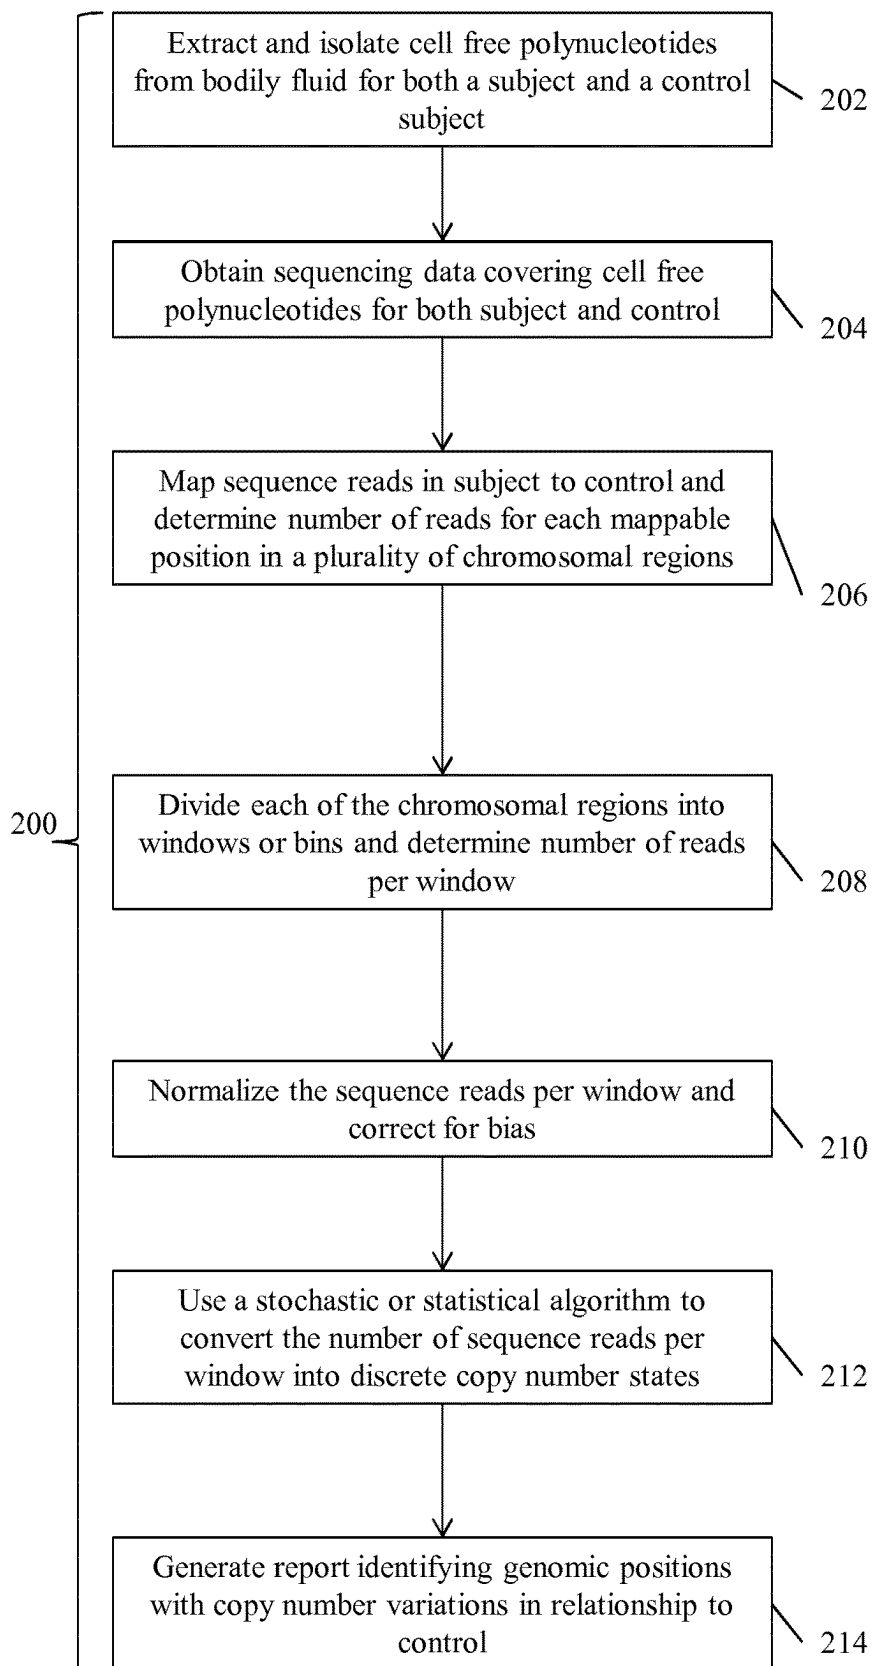 Extract and isolate cell free polynucleotides
from bodily fluid for both a subject and a control
subject
202
Obtain sequencing data covering cell free
polynucleotides for both subject and control
204
Map sequence reads in subject to control and
determine number of reads for each mappable
position in a plurality of chromosomal regions
206
200
Divide each of the chromosomal regions into
windows or bins and determine number of reads
per window
208
Normalize the sequence reads per window and
correct for bias
210
Use a stochastic or statistical algorithm to
convert the number of sequence reads per
window into discrete copy number states
212
Generate report identifying genomic positions
with copy number variations in relationship to
control
214